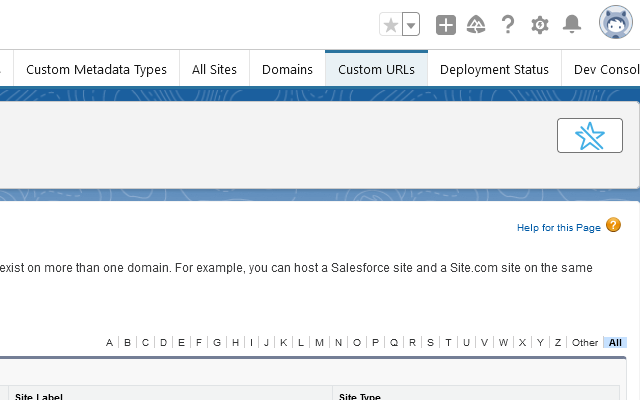 Custom Metadata Types All Sites Domains Custom URLs Deployment Status Dev Consol
Help for this Page ?
exist on more than one domain. For example, you can host a Salesforce site and a Site.com site on the same
A B C D E F G H I J K L M N O P Q R S T U V W X Y Z Other All
Site Label Site Type